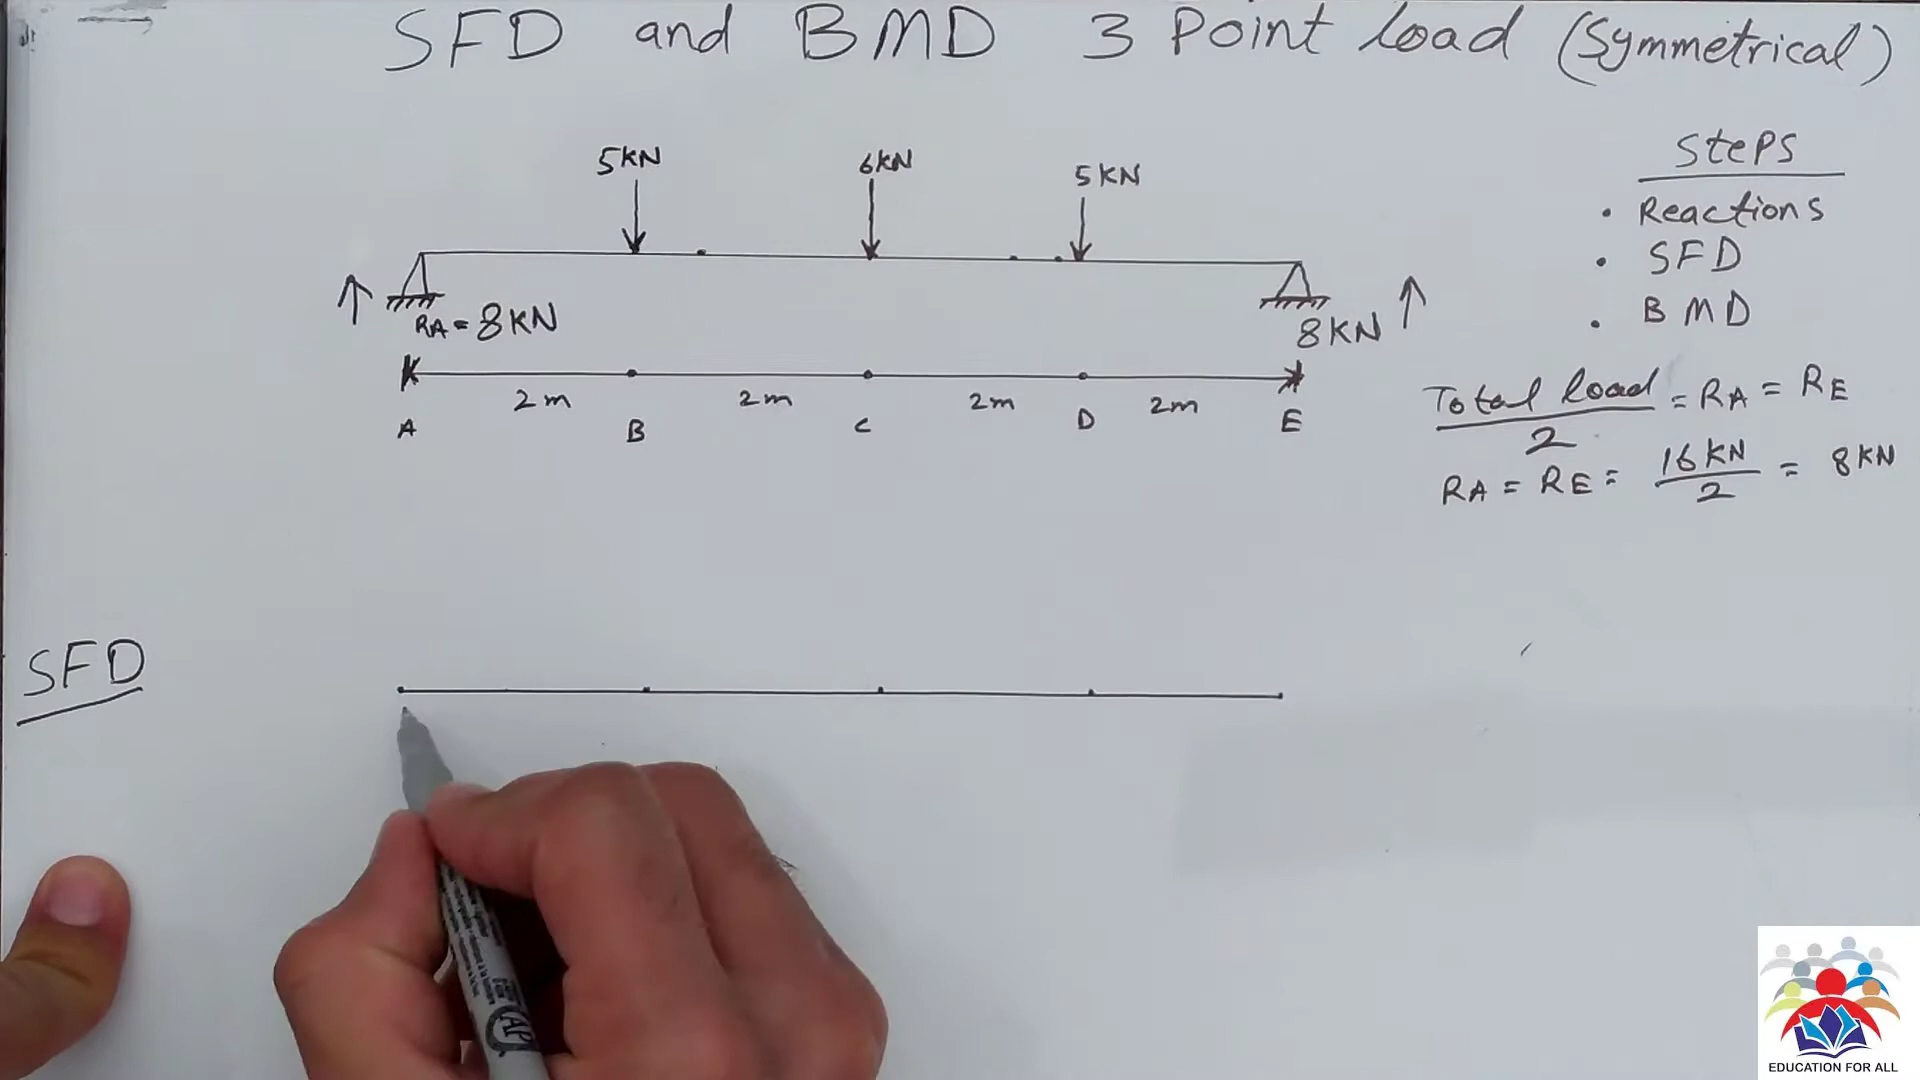 SFD and BMD 3 Point load (Symmetrical)
5KN
6KN
5KN
RA = 8KN
8KN
2m
2m
2m
2m
A
B
C
D
E
Steps
• Reactions
• SFD
• BMD
Total load / 2 = RA = RE
RA = RE = 16KN / 2 = 8KN
SFD
AP
EDUCATION FOR ALL